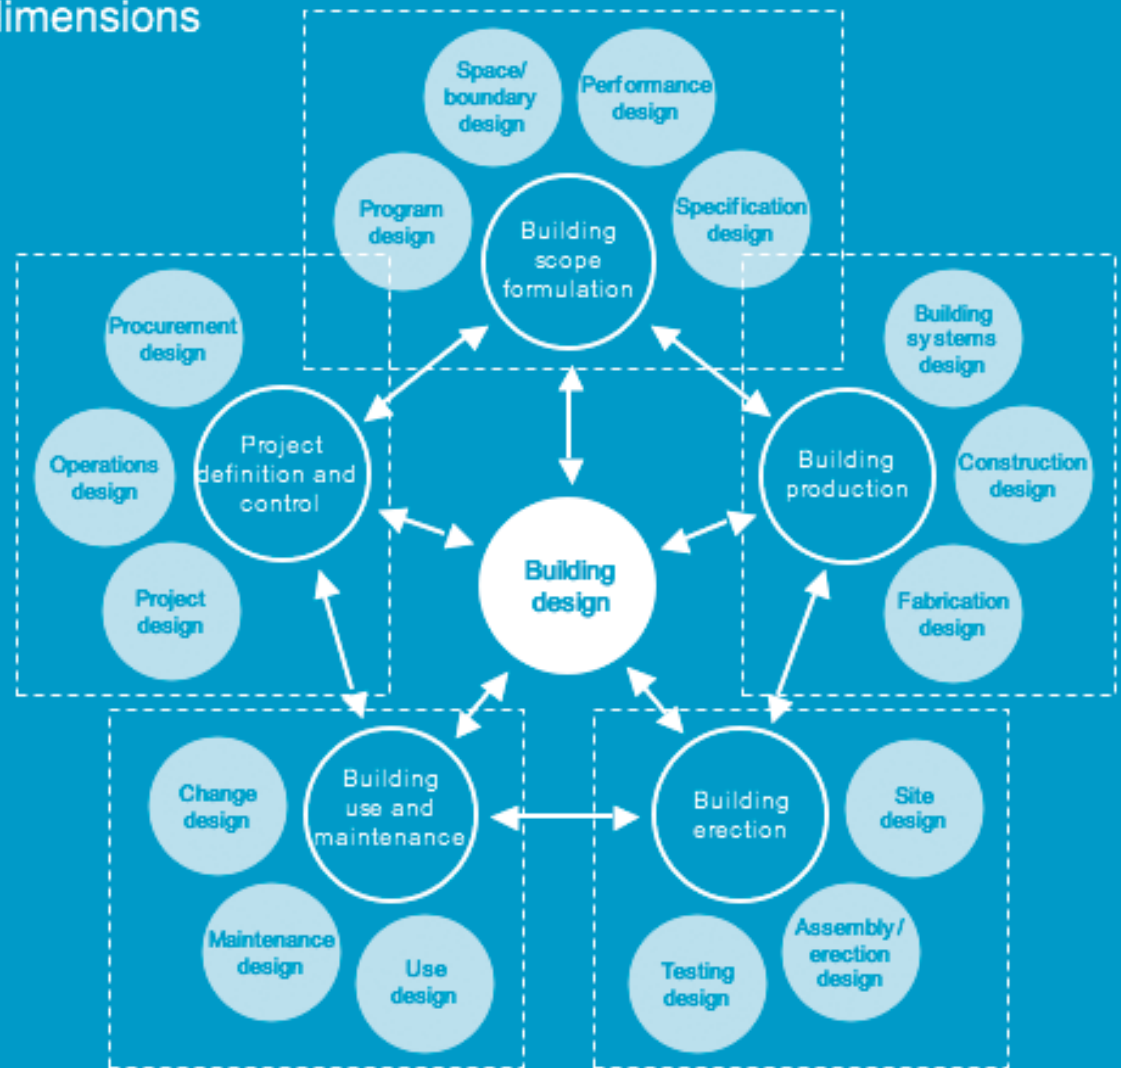 dimensions
Space/
boundary
design
Performance
design
Program
design
Specification
design
Building
scope
formulation
Procurement
design
Operations
design
Project
design
Project
definition and
control
Building
systems
design
Construction
design
Fabrication
design
Building
production
Building
design
Change
design
Maintenance
design
Use
design
Building
use and
maintenance
Building
erection
Site
design
Assembly/
erection
design
Testing
design